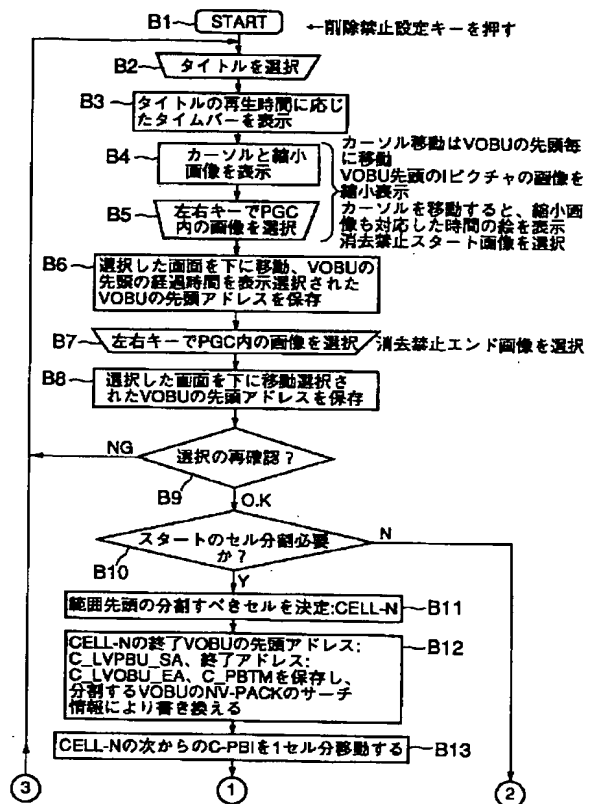 B1 START ←削除禁止設定キーを押す
B2 タイトルを選択
B3 タイトルの再生時間に応じ
たタイムバーを表示
B4 カーソルと縮小
画像を表示
カーソル移動はVOBUの先頭毎
に移動
VOBU先頭のIピクチャの画像を
縮小表示
カーソルを移動すると、縮小画
像も対応した時間の絵を表示
消去禁止スタート画像を選択
B5 左右キーでPGC
内の画像を選択
B6 選択した画面を下に移動、VOBUの
先頭の経過時間を表示選択された
VOBUの先頭アドレスを保存
B7 左右キーでPGC内の画像を選択 消去禁止エンド画像を選択
B8 選択した画面を下に移動選択さ
れたVOBUの先頭アドレスを保存
NG 選択の再確認？
B9 O.K
スタートのセル分割必要
か？ N
B10 Y
範囲先頭の分割すべきセルを決定:CELL-N B11
CELL-Nの終了VOBUの先頭アドレス: B12
C_LVPBU_SA、終了アドレス:
C_LVOBU_EA、C_PBTMを保存し、
分割するVOBUのNV-PACKのサーチ
情報により書き換える
CELL-Nの次からのC-PBIを1セル分移動する B13
3 1 2